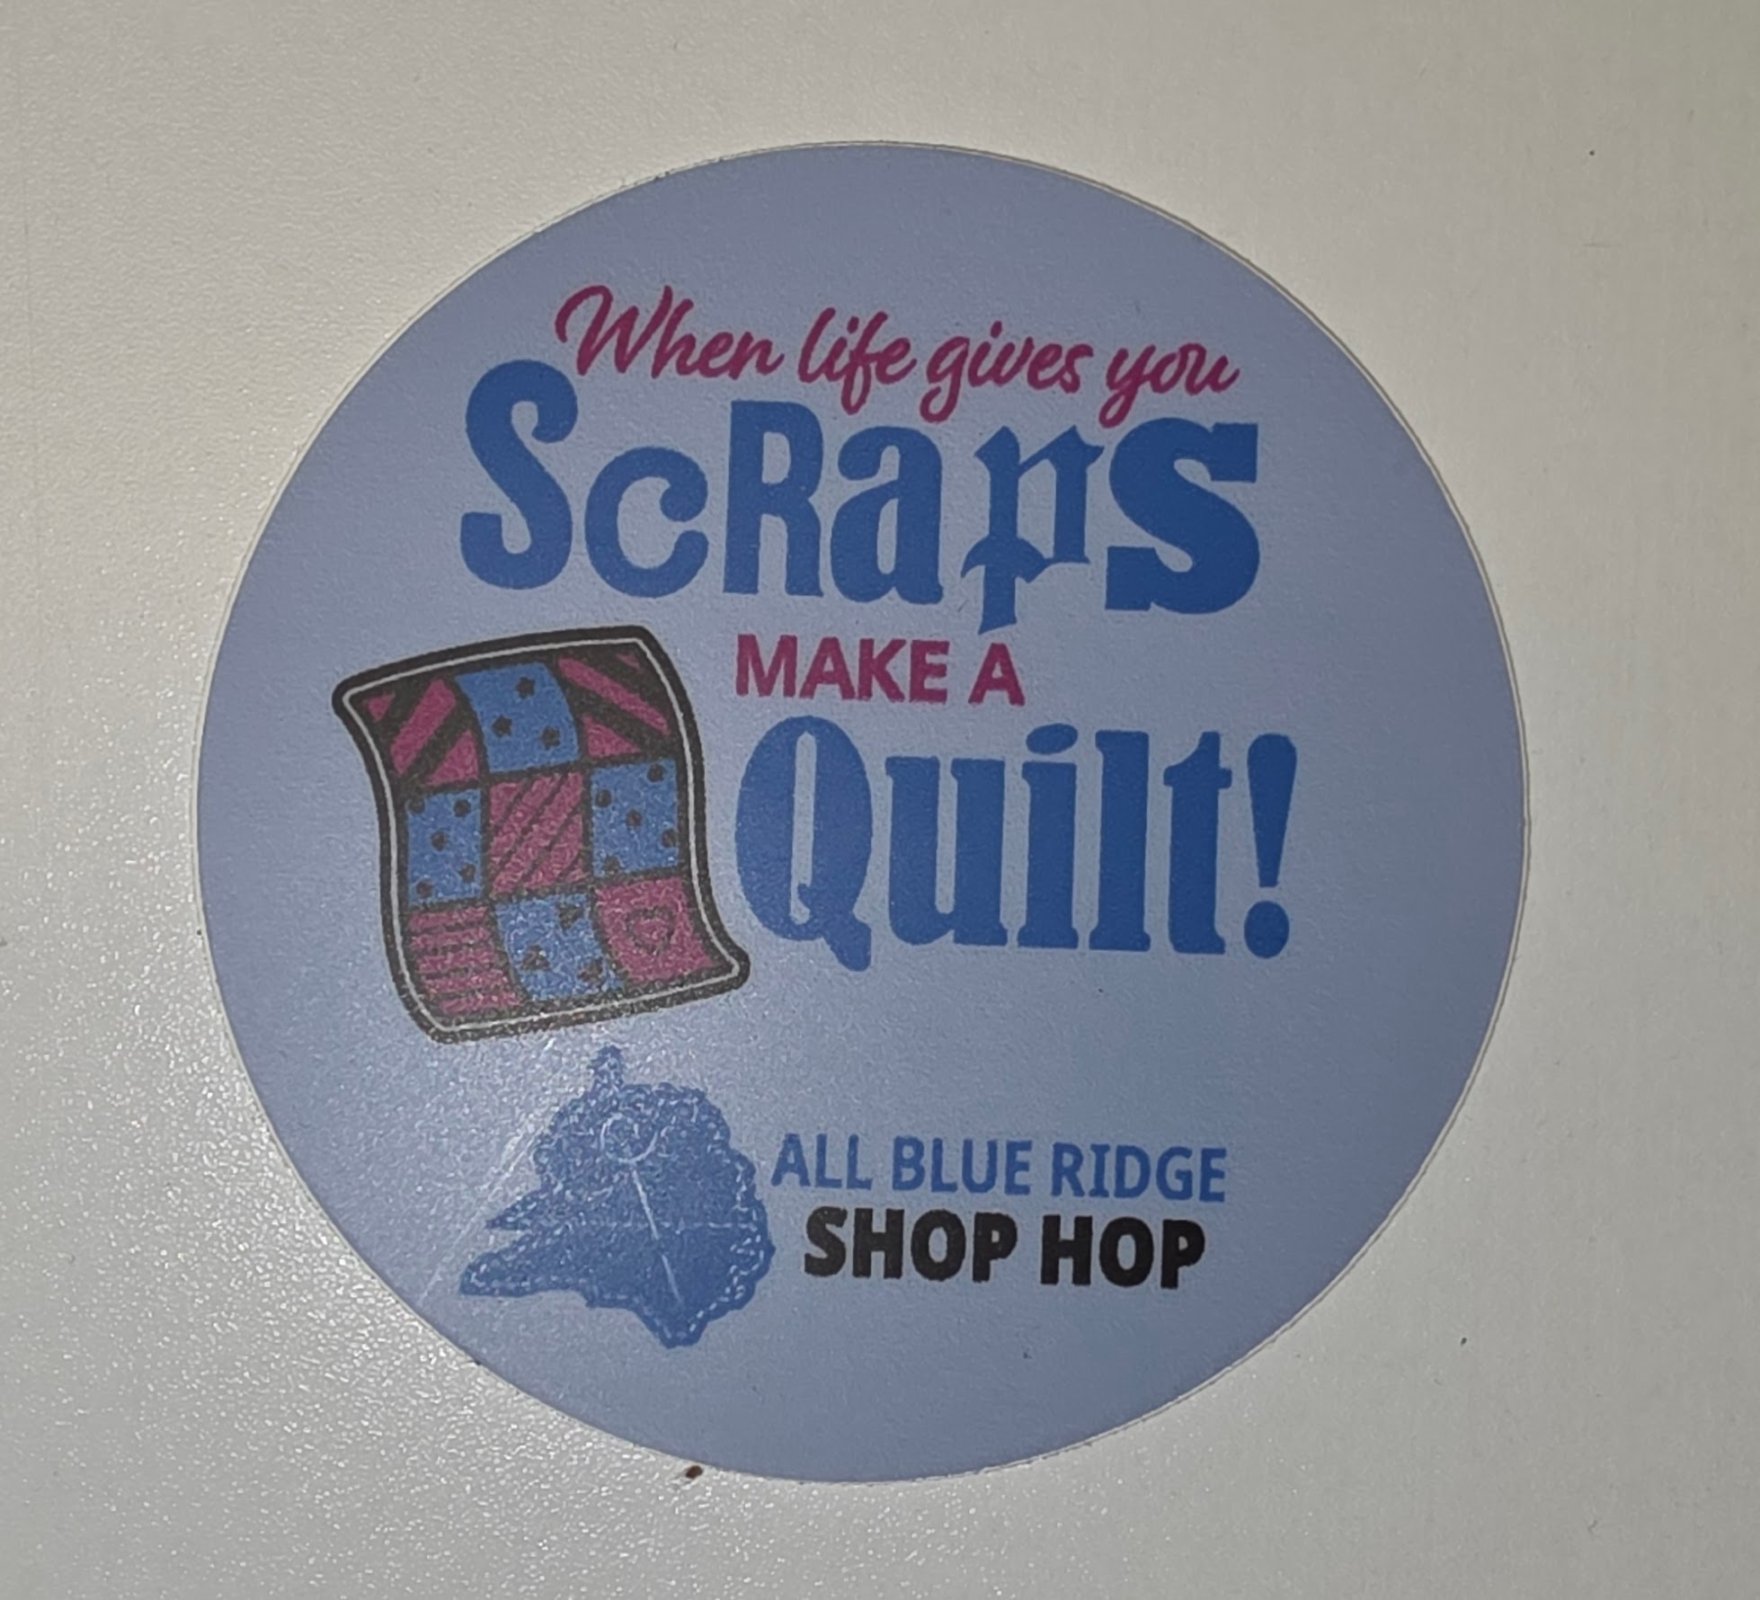 When life gives you
ScRaps
MAKE A
Quilt!
ALL BLUE RIDGE
SHOP HOP